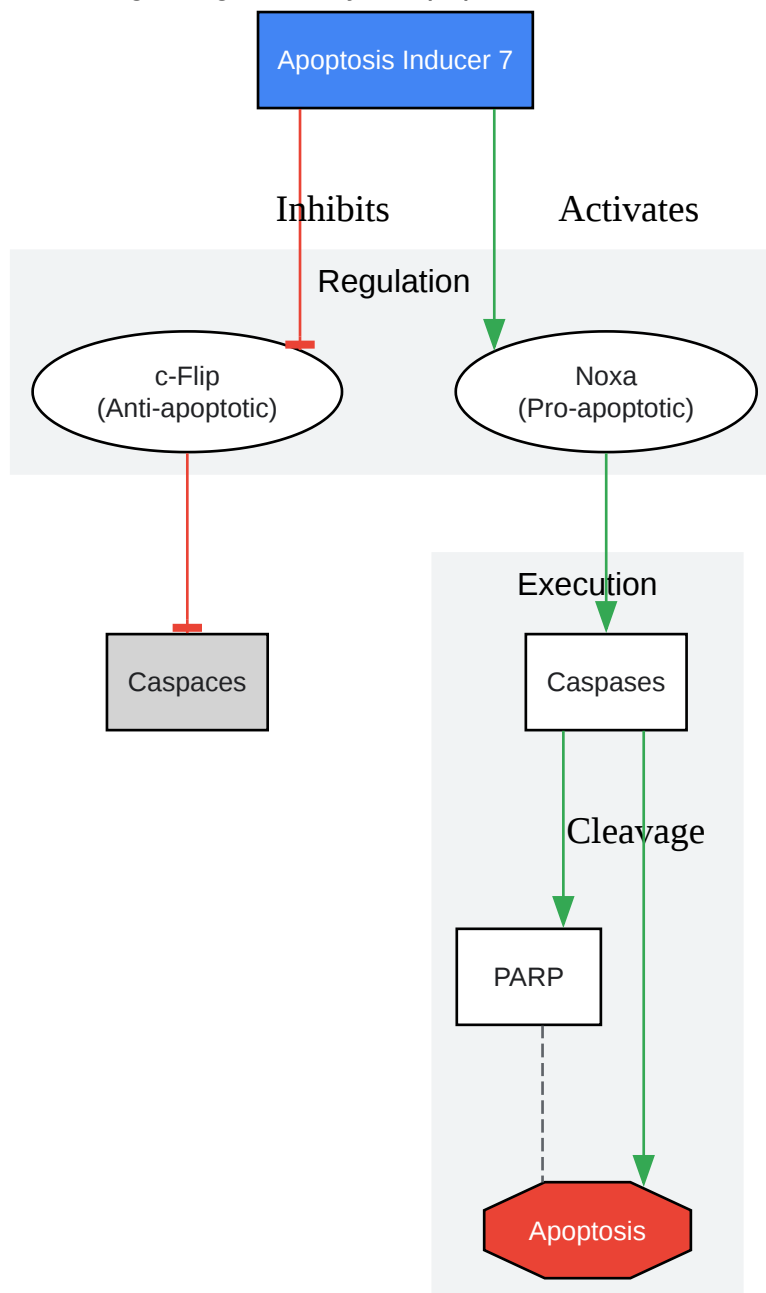 Apoptosis Inducer 7
Inhibits
Activates
Regulation
c-Flip
(Anti-apoptotic)
Noxa
(Pro-apoptotic)
Execution
Caspaces
Caspases
Cleavage
PARP
Apoptosis